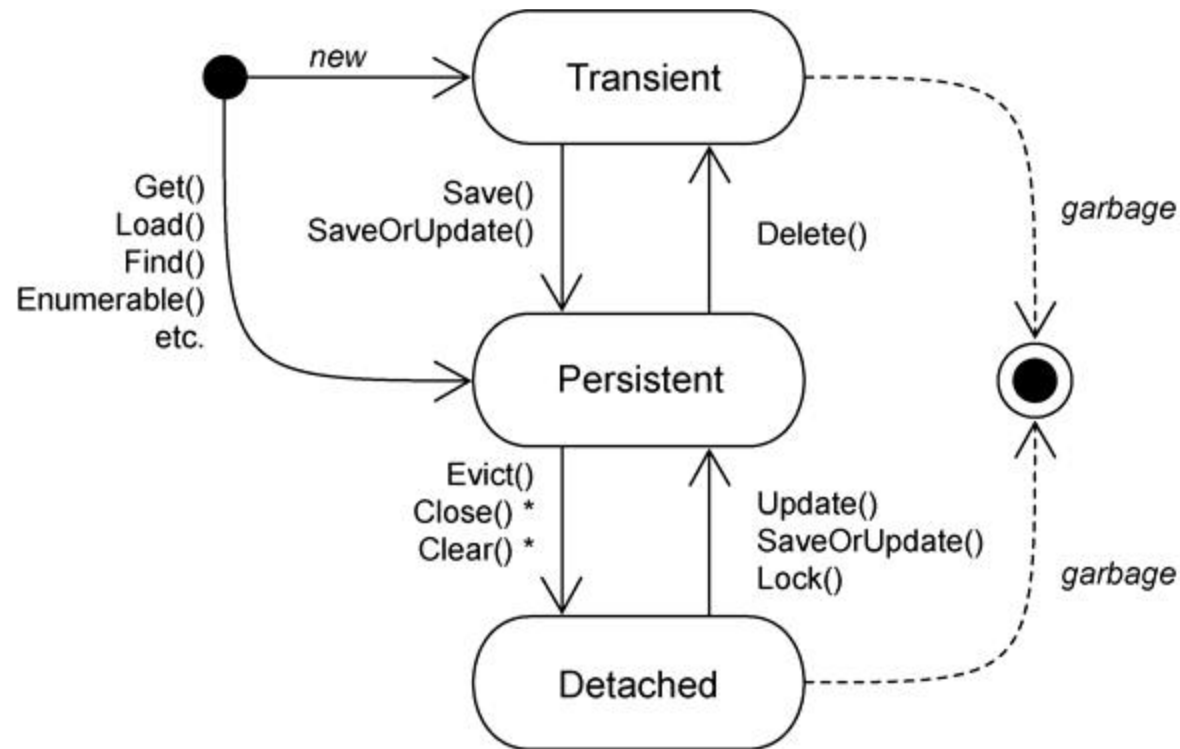 new
Transient
Get()
Load()
Find()
Enumerable()
etc.
Save()
SaveOrUpdate()
Delete()
garbage
Persistent
Evict()
Close() *
Clear() *
Update()
SaveOrUpdate()
Lock()
garbage
Detached